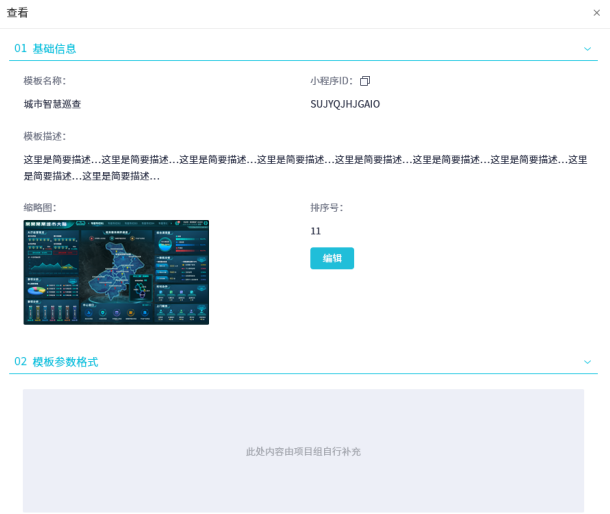 查看
01 基础信息
模板名称：
小程序ID：
城市智慧巡查
SUJYQJHJGAIO
模板描述：
这里是简要描述...这里是简要描述...这里是简要描述...这里是简要描述...这里是简要描述...这里是简要描述...这里是简要描述...这里
是简要描述...这里是简要描述...
缩略图：
排序号：
11
编辑
02 模板参数格式
此处内容由项目组自行补充